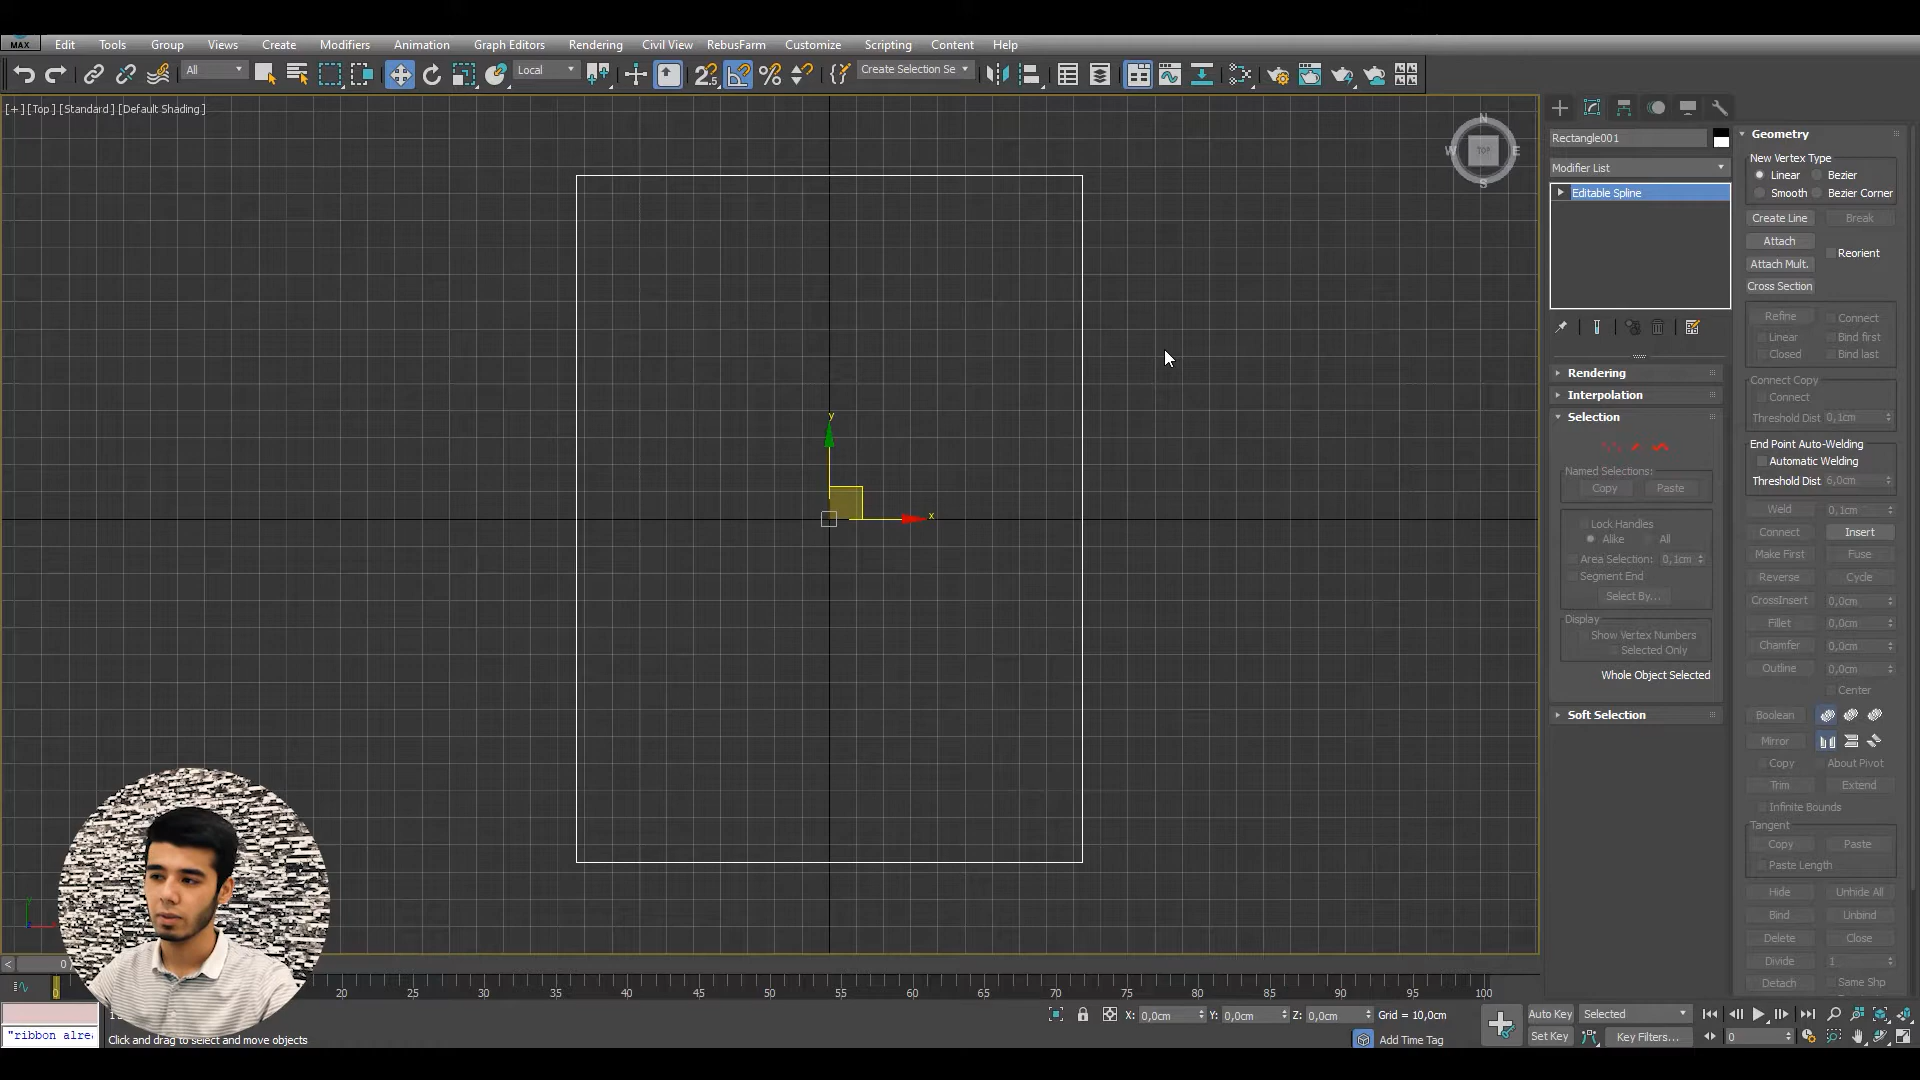 MAX Edit Tools Group Views Create Modifiers Animation Graph Editors Rendering Civil View RebusFarm Customize Scripting Content Help
All Local Create Selection Se
[+] [Top] [Standard] [Default Shading]
N
W TOP E
S
y
x
Rectangle001
Modifier List
Editable Spline
Rendering
Interpolation
Selection
Named Selections:
Copy Paste
Lock Handles
Alike All
Area Selection: 0,1cm
Segment End
Select By...
Display
Show Vertex Numbers
Selected Only
Whole Object Selected
Soft Selection
Geometry
New Vertex Type
Linear Bezier
Smooth Bezier Corner
Create Line Break
Attach
Reorient
Attach Mult.
Cross Section
Refine Connect
Linear Bind first
Closed Bind last
Connect Copy
Connect
Threshold Dist 0,1cm
End Point Auto-Welding
Automatic Welding
Threshold Dist 6,0cm
Weld 0,1cm
Connect Insert
Make First Fuse
Reverse Cycle
CrossInsert 0,0cm
Fillet 0,0cm
Chamfer 0,0cm
Outline 0,0cm
Center
Boolean
Mirror
Copy About Pivot
Trim Extend
Infinite Bounds
Tangent
Copy Paste
Paste Length
Hide Unhide All
Bind Unbind
Delete Close
Divide 1
Detach Same Shp
< 0
0 20 25 30 35 40 45 50 55 60 65 70 75 80 85 90 95 100
X: 0,0cm Y: 0,0cm Z: 0,0cm Grid = 10,0cm
Auto Key Selected
"ribbon alre
Click and drag to select and move objects
Add Time Tag
Set Key Key Filters... 0